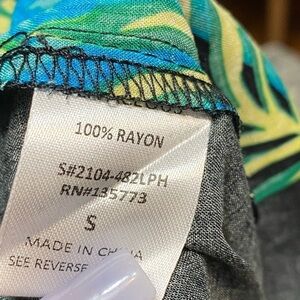 100% RAYON
S#2104-482LPH
RN#135773
S
MADE IN CHINA
SEE REVERSE